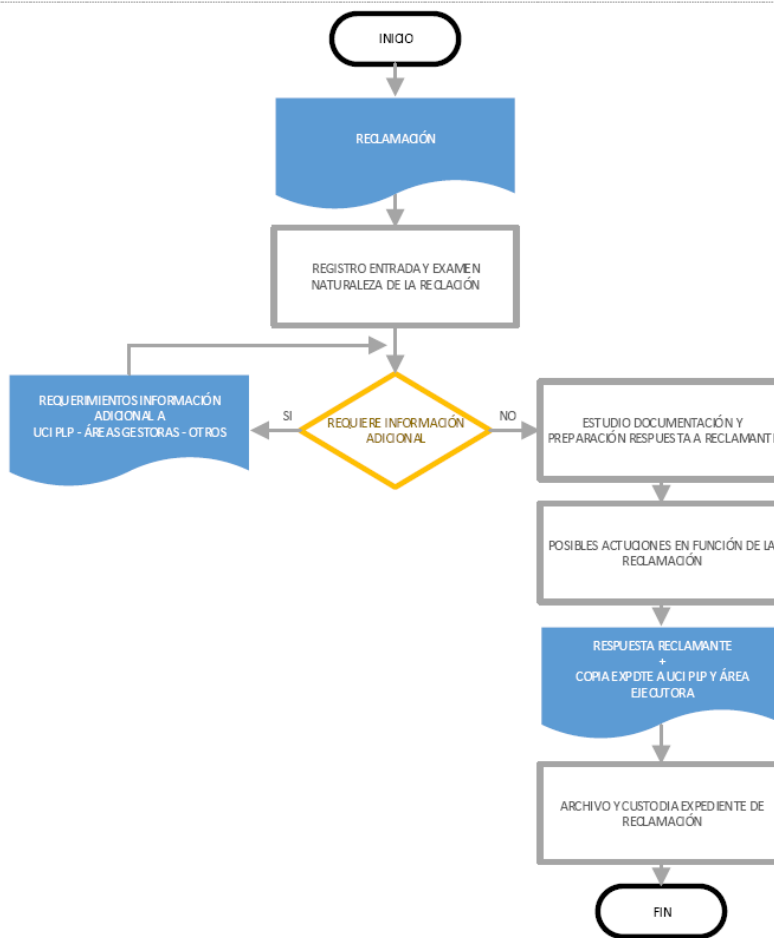 INICIO
RECLAMACIÓN
REGISTRO ENTRADA Y EXAMEN
NATURALEZA DE LA RECLACIÓN
REQUERIMIENTOS INFORMACIÓN
ADICIONAL A
UCI PLP - ÁREAS GESTORAS - OTROS
SI
REQUIERE INFORMACIÓN
ADICIONAL
NO
ESTUDIO DOCUMENTACIÓN Y
PREPARACIÓN RESPUESTA A RECLAMANTE
POSIBLES ACTUCIONES EN FUNCIÓN DE LA
RECLAMACIÓN
RESPUESTA RECLAMANTE
+
COPIA EXPDTE A UCI PLP Y ÁREA
EJECUTORA
ARCHIVO Y CUSTODIA EXPEDIENTE DE
RECLAMACIÓN
FIN